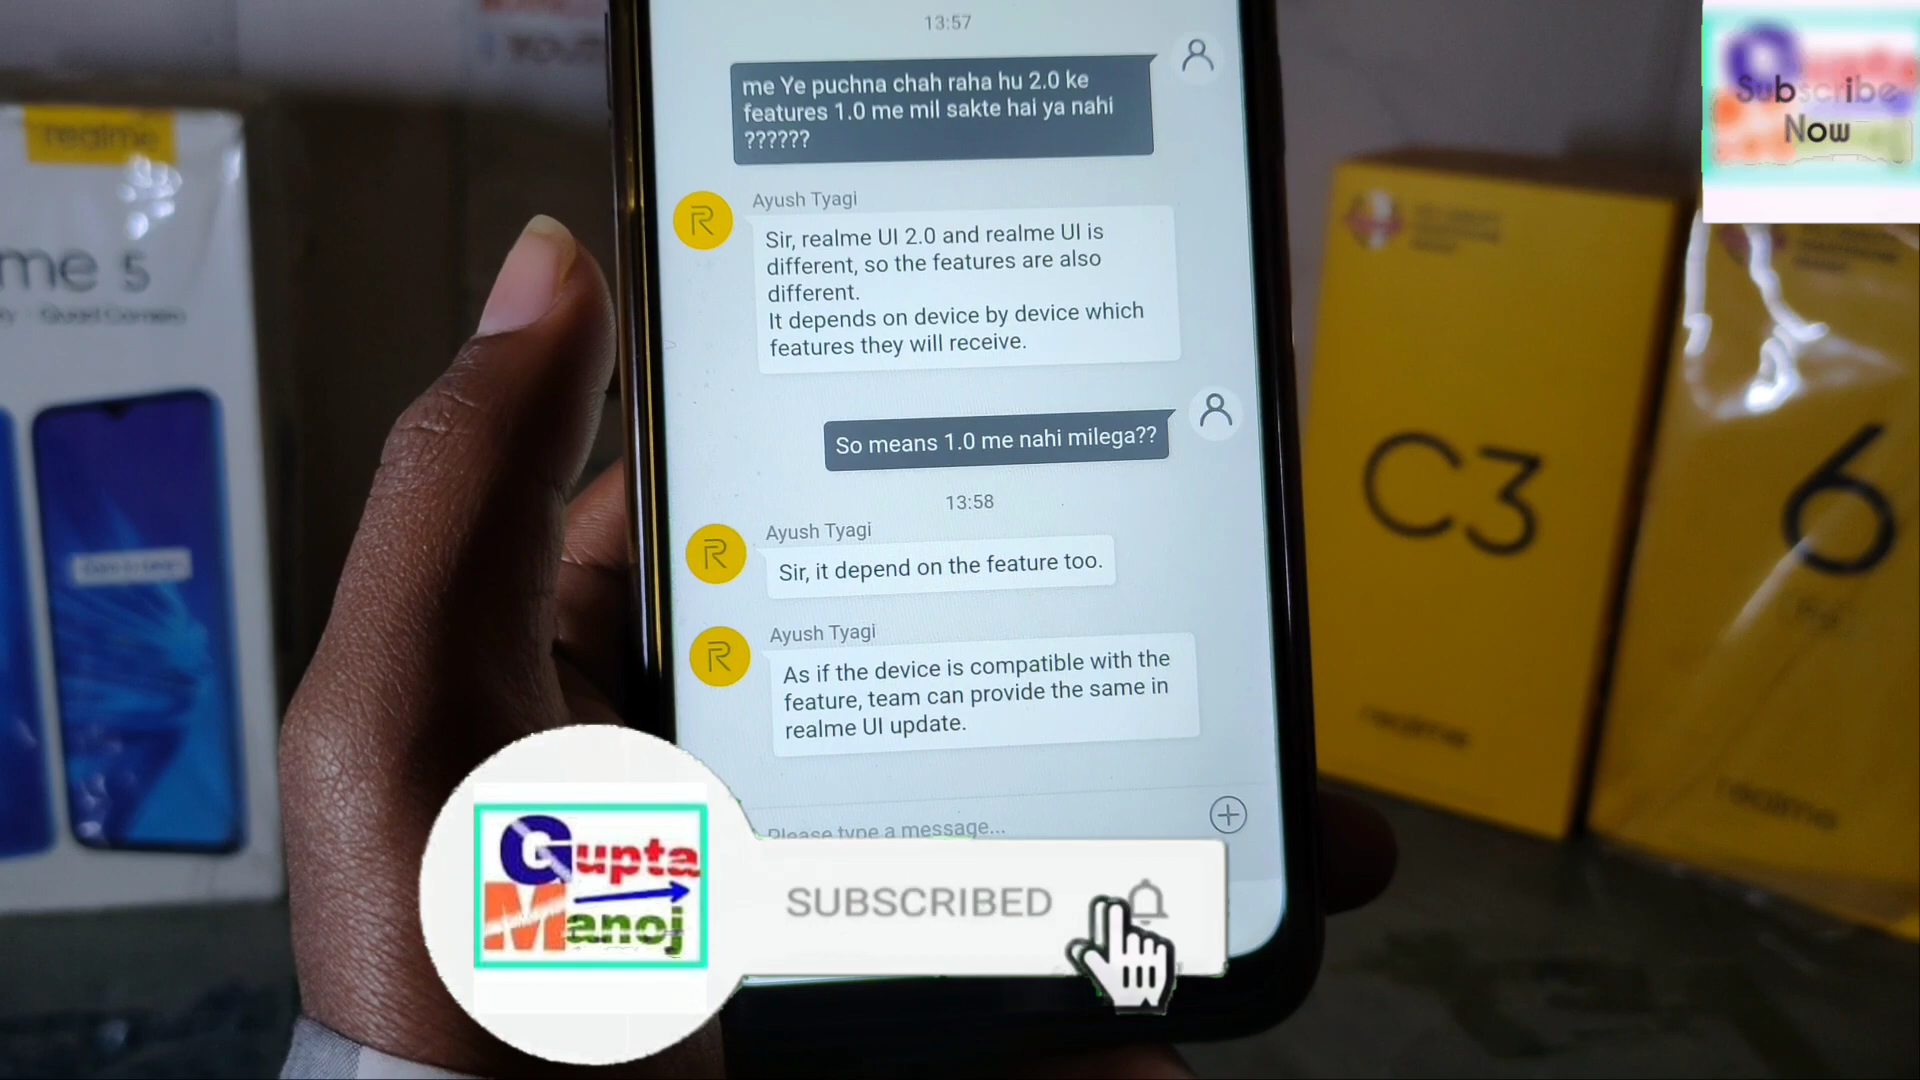 13:57
me Ye puchna chah raha hu 2.0 ke
features 1.0 me mil sakte hai ya nahi
??????
Ayush Tyagi
Sir, realme UI 2.0 and realme UI is
different, so the features are also
different.
It depends on device by device which
features they will receive.
So means 1.0 me nahi milega??
13:58
Ayush Tyagi
Sir, it depend on the feature too.
Ayush Tyagi
As if the device is compatible with the
feature, team can provide the same in
realme UI update.
Please type a message...
Gupta
Manoj
SUBSCRIBED
Subscribe
Now
realme
me 5
Quad Camera
C3
realme
6
realme